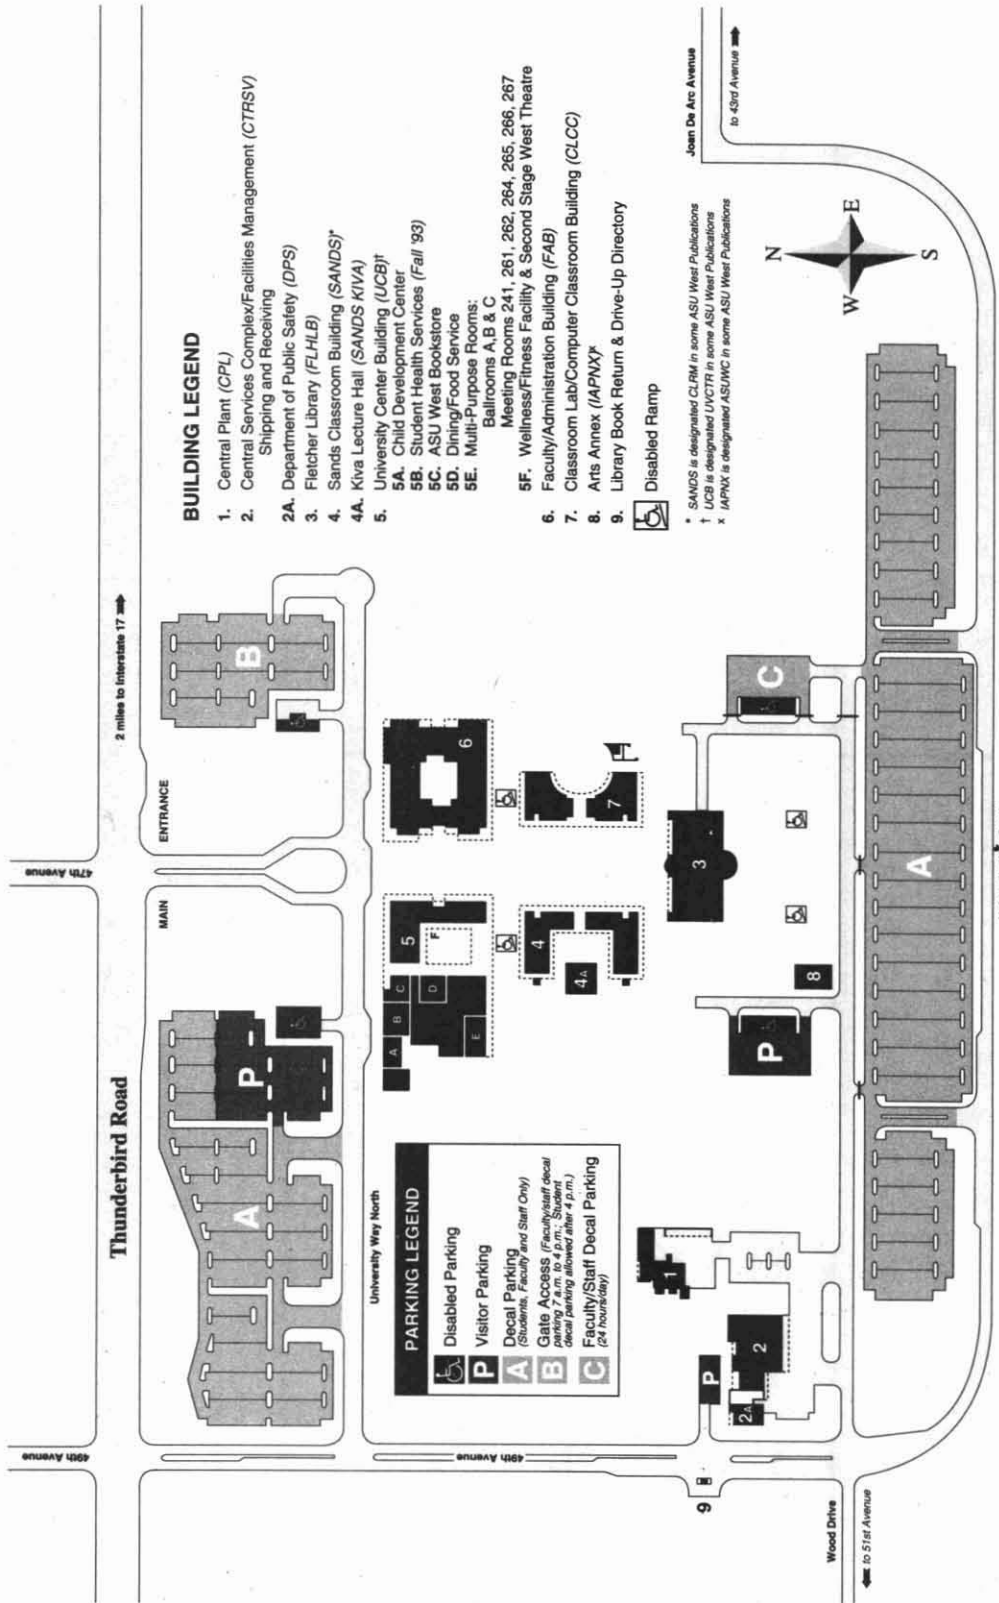 Thunderbird Road
2 miles to Interstate 17
49th Avenue
47th Avenue
MAIN
ENTRANCE
A
P
B
University Way North
49th Avenue
A
B
C
D
E
F
5
6
4A
4
7
3
8
1
2
2A
P
P
C
A
9
Wood Drive
to 51st Avenue
Joan De Arc Avenue
to 43rd Avenue
N
E
S
W
PARKING LEGEND
Disabled Parking
P Visitor Parking
A Decal Parking
(Students, Faculty and Staff Only)
B Gate Access (Faculty/staff decal
parking 7 a.m. to 4 p.m.; Student
decal parking allowed after 4 p.m.)
C Faculty/Staff Decal Parking
(24 hours/day)
BUILDING LEGEND
1. Central Plant (CPL)
2. Central Services Complex/Facilities Management (CTRSV)
Shipping and Receiving
2A. Department of Public Safety (DPS)
3. Fletcher Library (FLHLB)
4. Sands Classroom Building (SANDS)*
4A. Kiva Lecture Hall (SANDS KIVA)
5. University Center Building (UCB)†
5A. Child Development Center
5B. Student Health Services (Fall '93)
5C. ASU West Bookstore
5D. Dining/Food Service
5E. Multi-Purpose Rooms:
Ballrooms A,B & C
Meeting Rooms 241, 261, 262, 264, 265, 266, 267
5F. Wellness/Fitness Facility & Second Stage West Theatre
6. Faculty/Administration Building (FAB)
7. Classroom Lab/Computer Classroom Building (CLCC)
8. Arts Annex (IAPNX)x
9. Library Book Return & Drive-Up Directory
Disabled Ramp
* SANDS is designated CLRM in some ASU West Publications
† UCB is designated UVCTR in some ASU West Publications
x IAPNX is designated ASUWC in some ASU West Publications